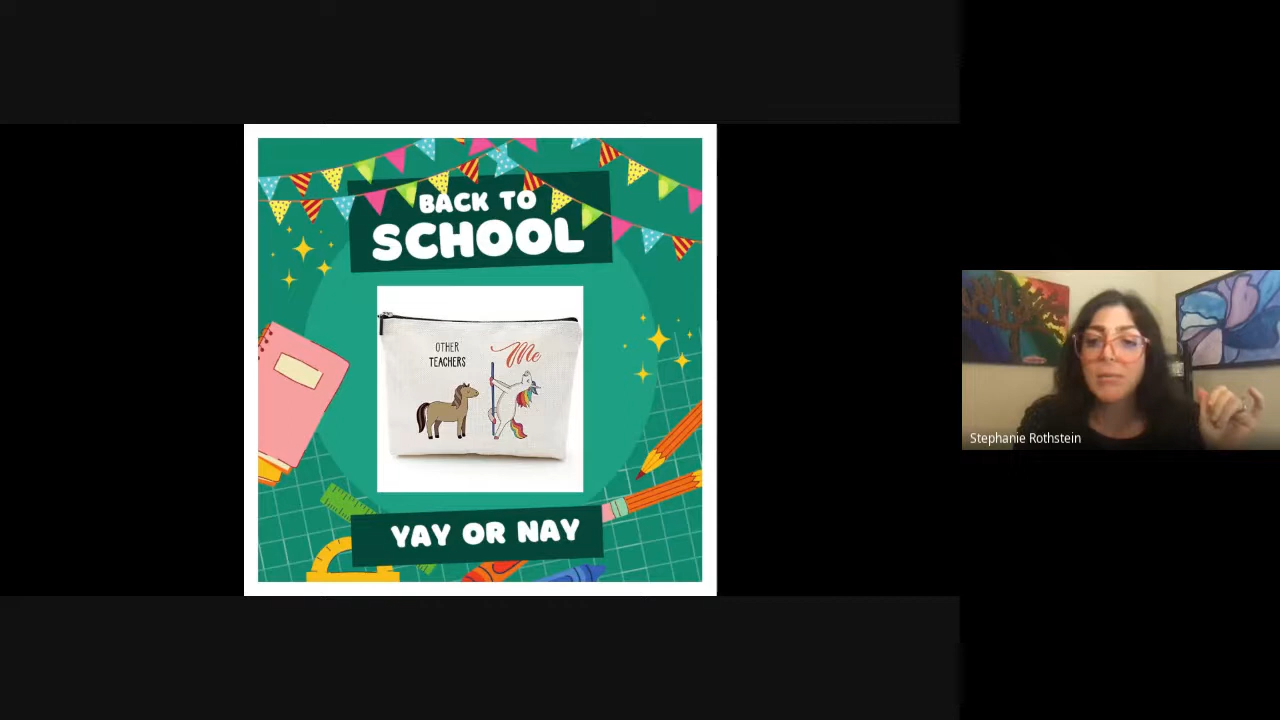 BACK TO
SCHOOL
OTHER
TEACHERS
Me
YAY OR NAY
Stephanie Rothstein